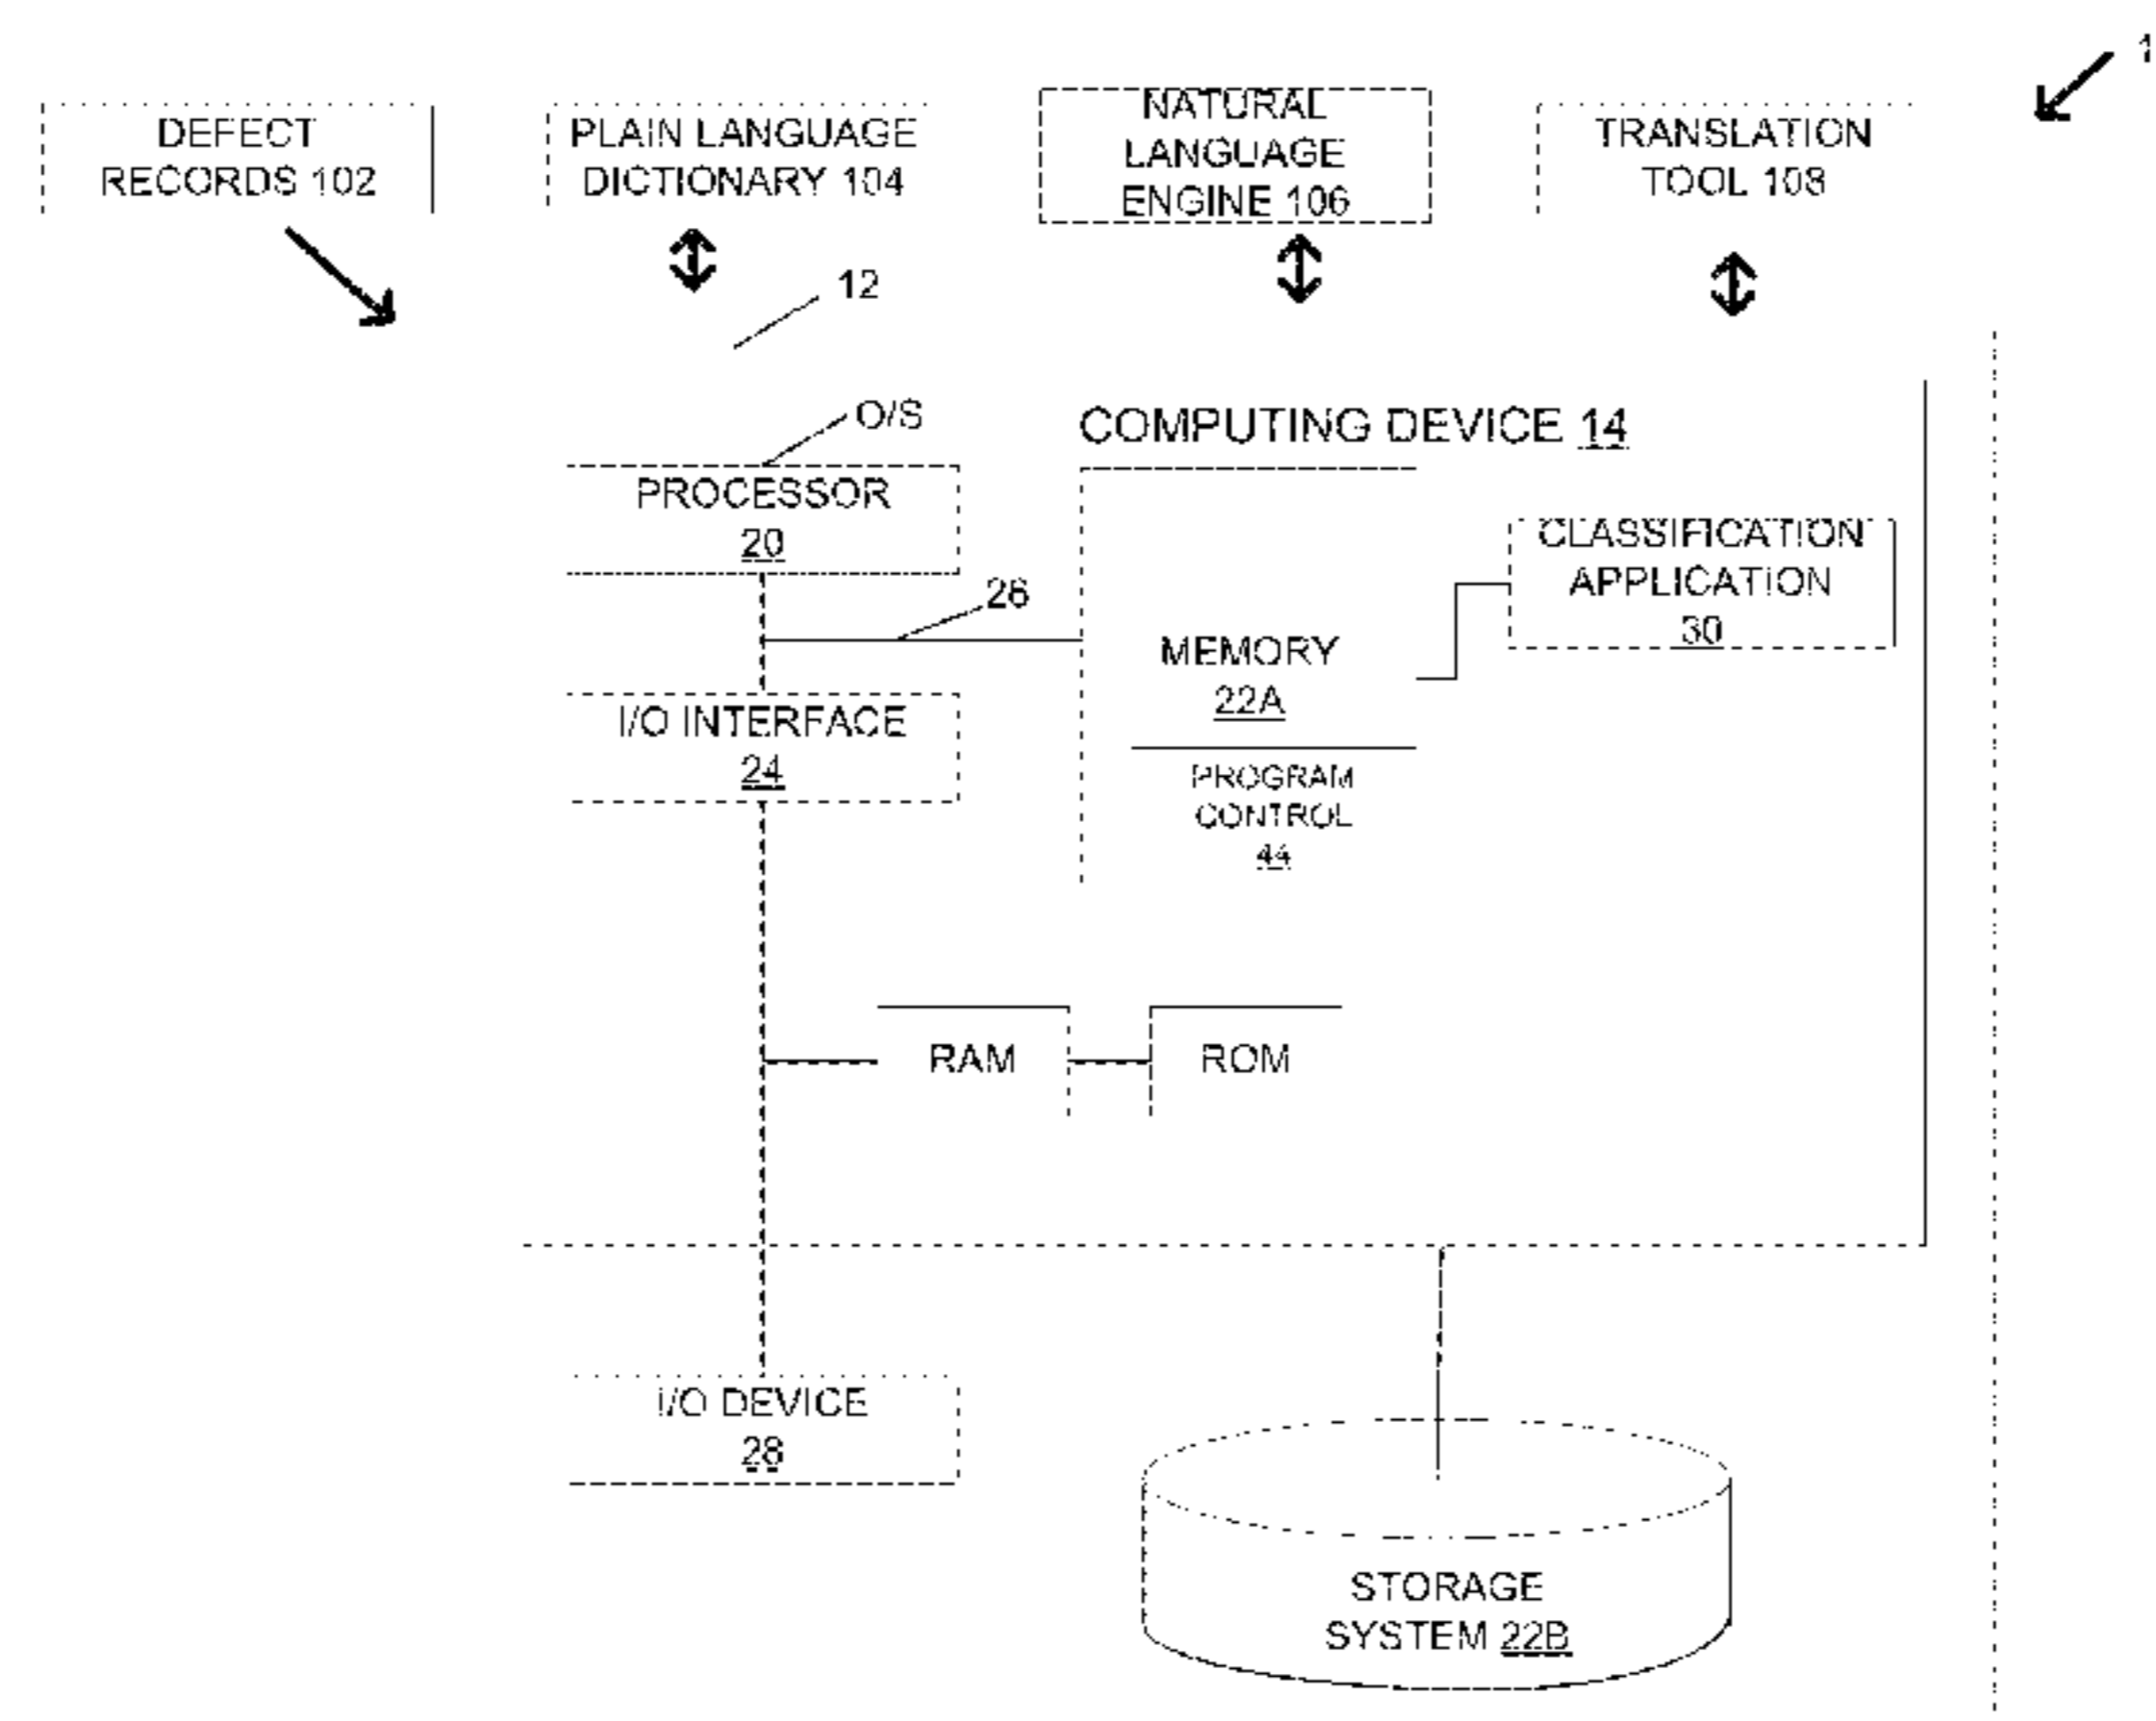 1
DEFECT
RECORDS 102
PLAIN LANGUAGE
DICTIONARY 104
NATURAL
LANGUAGE
ENGINE 106
TRANSLATION
TOOL 108
12
O/S
COMPUTING DEVICE 14
PROCESSOR
20
26
MEMORY
22A
CLASSIFICATION
APPLICATION
30
I/O INTERFACE
24
PROGRAM
CONTROL
44
RAM
ROM
I/O DEVICE
28
STORAGE
SYSTEM 22B